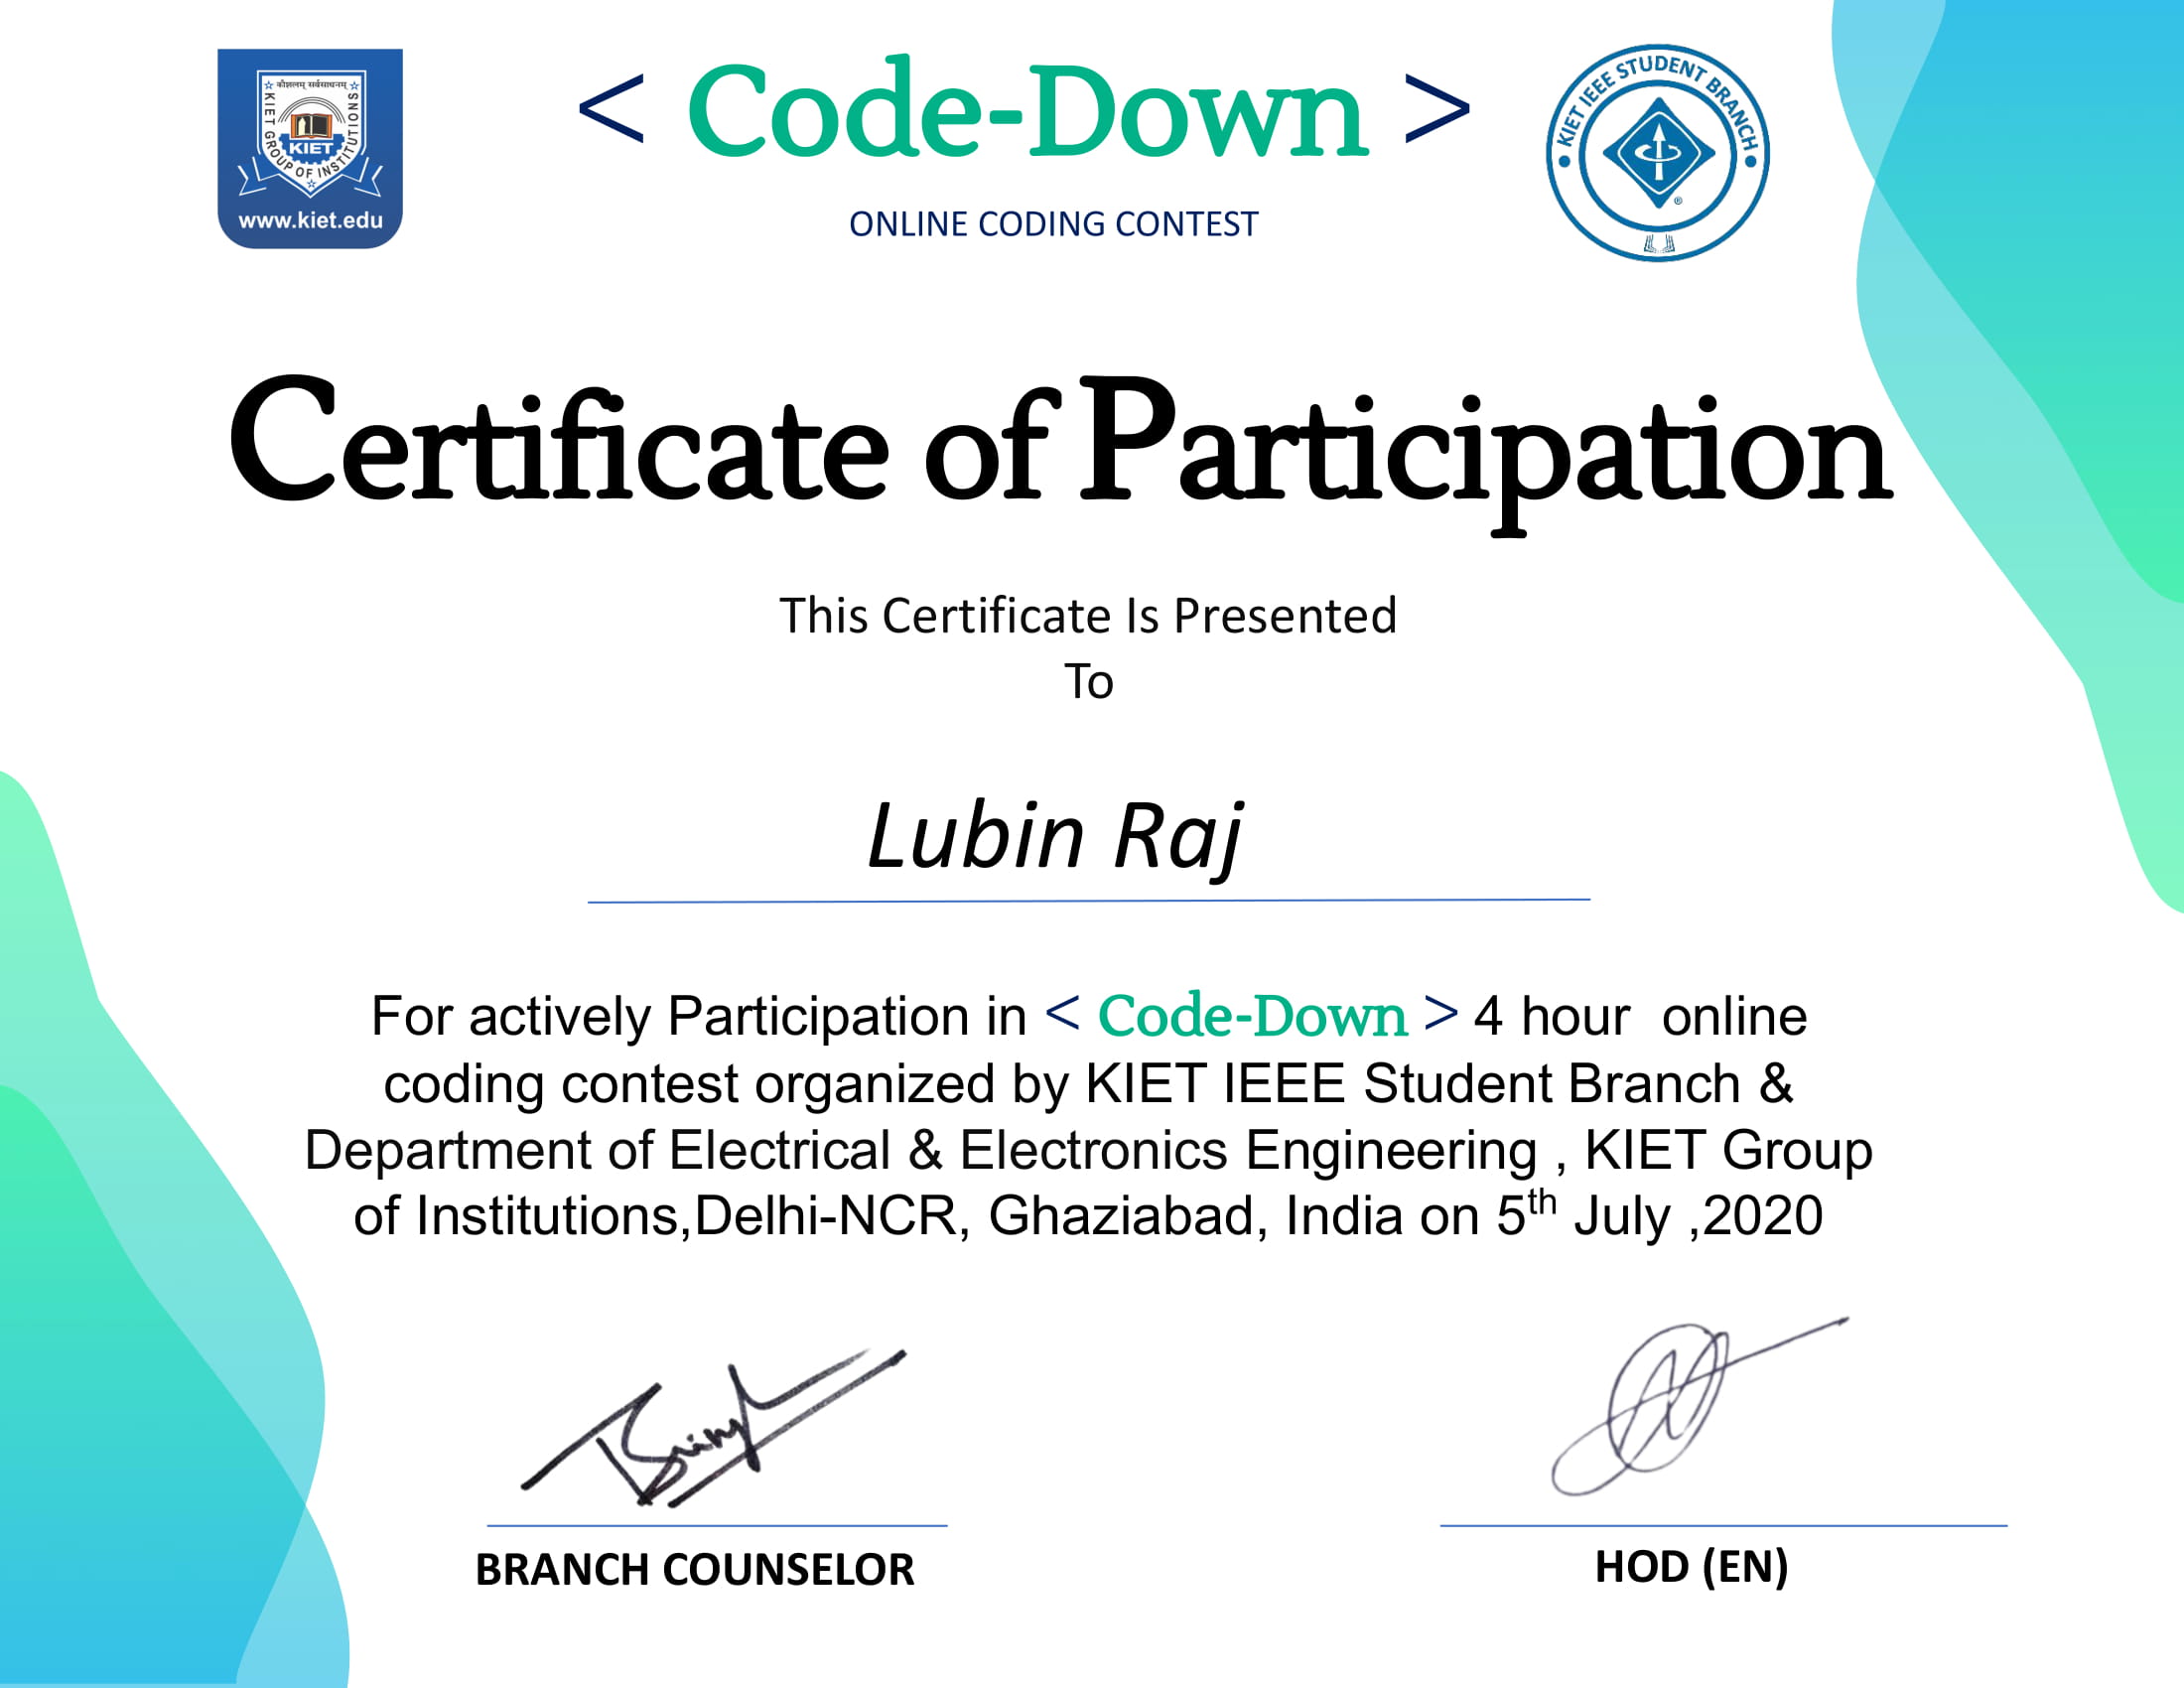 कौशलम् सर्वसाधनम्
KIET GROUP OF INSTITUTIONS
KIET
www.kiet.edu
< Code-Down >
ONLINE CODING CONTEST
KIET IEEE STUDENT BRANCH
®
Certificate of Participation
This Certificate Is Presented
To
Lubin Raj
For actively Participation in < Code-Down > 4 hour  online
coding contest organized by KIET IEEE Student Branch &
Department of Electrical & Electronics Engineering , KIET Group
of Institutions,Delhi-NCR, Ghaziabad, India on 5th July ,2020
BRANCH COUNSELOR
HOD (EN)